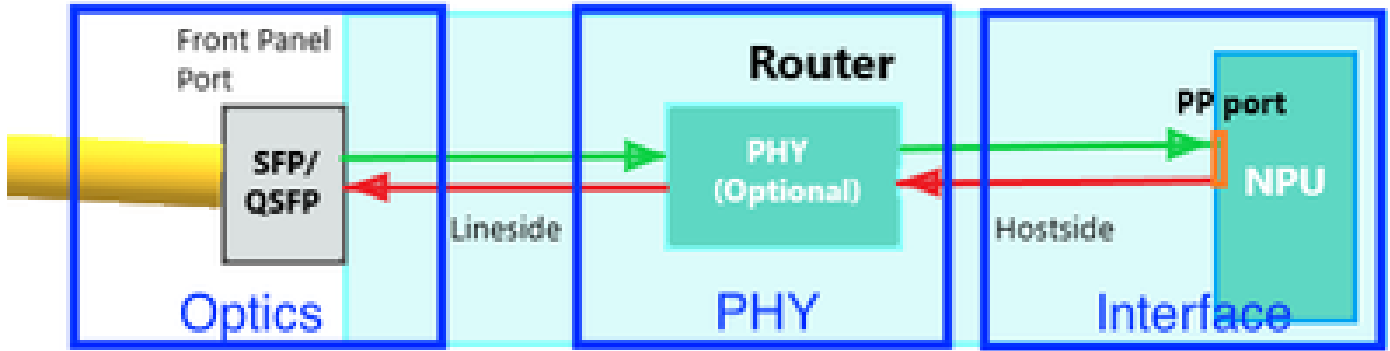 Front Panel
Port
SFP/
QSFP
Optics
Lineside
Router
PHY
(Optional)
PHY
Hostside
PP port
NPU
Interface